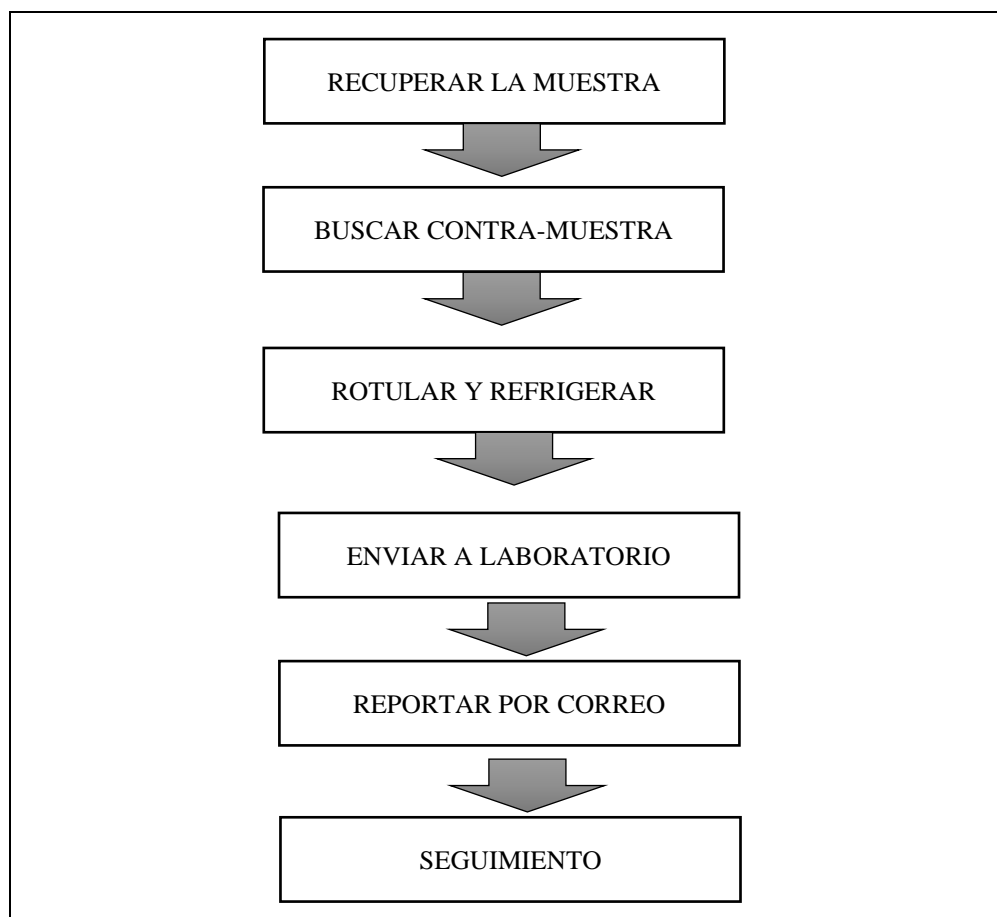 RECUPERAR LA MUESTRA
BUSCAR CONTRA-MUESTRA
ROTULAR Y REFRIGERAR
ENVIAR A LABORATORIO
REPORTAR POR CORREO
SEGUIMIENTO